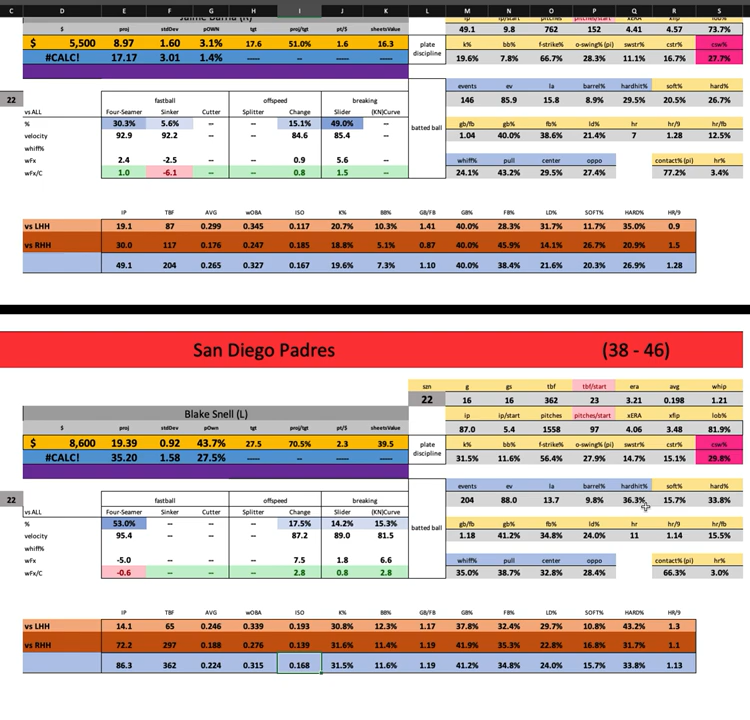 C D E F G H I J K L M N O P Q R S
Jaime Barria (R) ip ip/start pitches pitches/start xERA xfip lob%
49.1 9.8 762 152 4.41 4.57 73.7%
$ proj stdDev pOWN tgt proj/tgt pt/$ sheetsValue
$ 5,500 8.97 1.60 3.1% 17.6 51.0% 1.6 16.3 plate discipline k% bb% f-strike% o-swing% (pi) swstr% cstr% csw%
#CALC! 17.17 3.01 1.4% — — — — 19.6% 7.8% 66.7% 28.3% 11.1% 16.7% 27.7%
events ev la barrel% hardhit% soft% hard%
22 fastball offspeed breaking 146 85.9 15.8 8.9% 29.5% 20.5% 26.7%
vs ALL Four-Seamer Sinker Cutter Splitter Change Slider (KN)Curve
% 30.3% 5.6% -- -- 15.1% 49.0% -- batted ball gb/fb gb% fb% ld% hr hr/9 hr/fb
velocity 92.9 92.2 -- -- 84.6 85.4 -- 1.04 40.0% 38.6% 21.4% 7 1.28 12.5%
whiff%
wFx 2.4 -2.5 -- -- 0.9 5.6 -- whiff% pull center oppo contact% (pi) hr%
wFx/C 1.0 -6.1 -- -- 0.8 1.5 -- 24.1% 43.2% 29.5% 27.4% 77.2% 3.4%
IP TBF AVG wOBA ISO K% BB% GB/FB GB% FB% LD% SOFT% HARD% HR/9
vs LHH 19.1 87 0.299 0.345 0.117 20.7% 10.3% 1.41 40.0% 28.3% 31.7% 11.7% 35.0% 0.9
vs RHH 30.0 117 0.176 0.247 0.185 18.8% 5.1% 0.87 40.0% 45.9% 14.1% 26.7% 20.9% 1.5
49.1 204 0.265 0.327 0.167 19.6% 7.3% 1.10 40.0% 38.4% 21.6% 20.3% 26.9% 1.28
San Diego Padres (38 - 46)
szn g gs tbf tbf/start era avg whip
22 16 16 362 23 3.21 0.198 1.21
Blake Snell (L) ip ip/start pitches pitches/start xERA xfip lob%
$ proj stdDev pOwn tgt proj/tgt pt/$ sheetsValue 87.0 5.4 1558 97 4.06 3.48 81.9%
$ 8,600 19.39 0.92 43.7% 27.5 70.5% 2.3 39.5 plate discipline k% bb% f-strike% o-swing% (pi) swstr% cstr% csw%
#CALC! 35.20 1.58 27.5% — — — — 31.5% 11.6% 56.4% 27.9% 14.7% 15.1% 29.8%
events ev la barrel% hardhit% soft% hard%
22 fastball offspeed breaking 204 88.0 13.7 9.8% 36.3% 15.7% 33.8%
vs ALL Four-Seamer Sinker Cutter Splitter Change Slider (KN)Curve
% 53.0% -- -- -- 17.5% 14.2% 15.3% batted ball gb/fb gb% fb% ld% hr hr/9 hr/fb
velocity 95.4 -- -- -- 87.2 89.0 81.5 1.18 41.2% 34.8% 24.0% 11 1.14 15.5%
whiff%
wFx -5.0 -- -- -- 7.5 1.8 6.6 whiff% pull center oppo contact% (pi) hr%
wFx/C -0.6 -- -- -- 2.8 0.8 2.8 35.0% 38.7% 32.8% 28.4% 66.3% 3.0%
IP TBF AVG wOBA ISO K% BB% GB/FB GB% FB% LD% SOFT% HARD% HR/9
vs LHH 14.1 65 0.246 0.339 0.193 30.8% 12.3% 1.17 37.8% 32.4% 29.7% 10.8% 43.2% 1.3
vs RHH 72.2 297 0.188 0.276 0.139 31.6% 11.4% 1.19 41.9% 35.3% 22.8% 16.8% 31.7% 1.1
86.3 362 0.224 0.315 0.168 31.5% 11.6% 1.19 41.2% 34.8% 24.0% 15.7% 33.8% 1.13